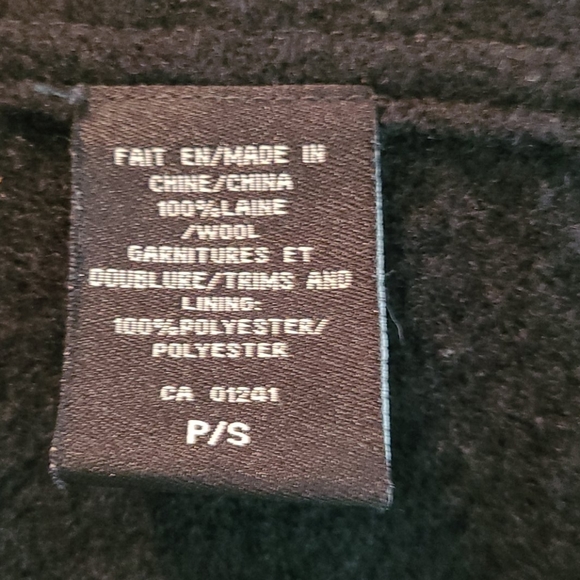 FAIT EN/MADE IN
CHINE/CHINA
100%LAINE
/WOOL
GARNITURES ET
DOUBLURE/TRIMS AND
LINING:
100%POLYESTER/
POLYESTER
CA 01241
P/S